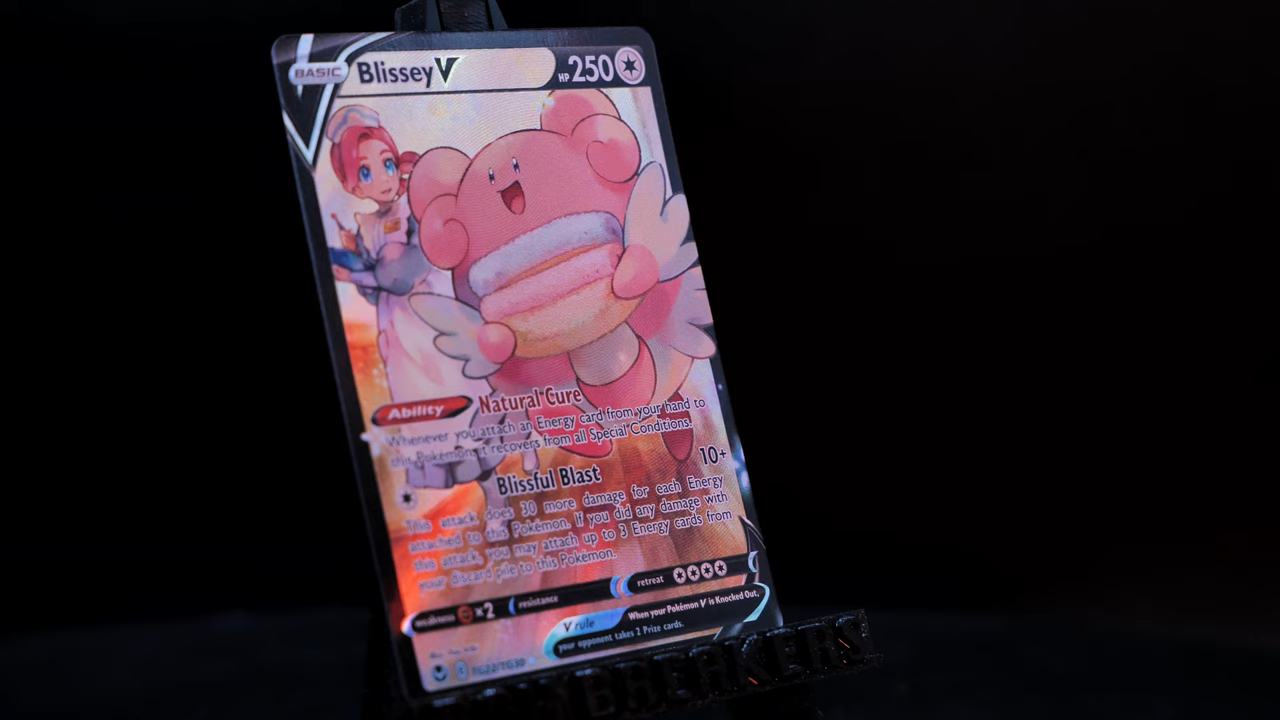 BASIC Blissey V HP 250
Ability Natural Cure
Whenever you attach an Energy card from your hand to
this Pokémon, it recovers from all Special Conditions.
Blissful Blast 10+
This attack does 30 more damage for each Energy
attached to this Pokémon. If you did any damage with
this attack, you may attach up to 3 Energy cards from
your discard pile to this Pokémon.
weakness ×2 resistance retreat
V rule When your Pokémon V is Knocked Out,
your opponent takes 2 Prize cards.
TG22/TG30
BREAKERS